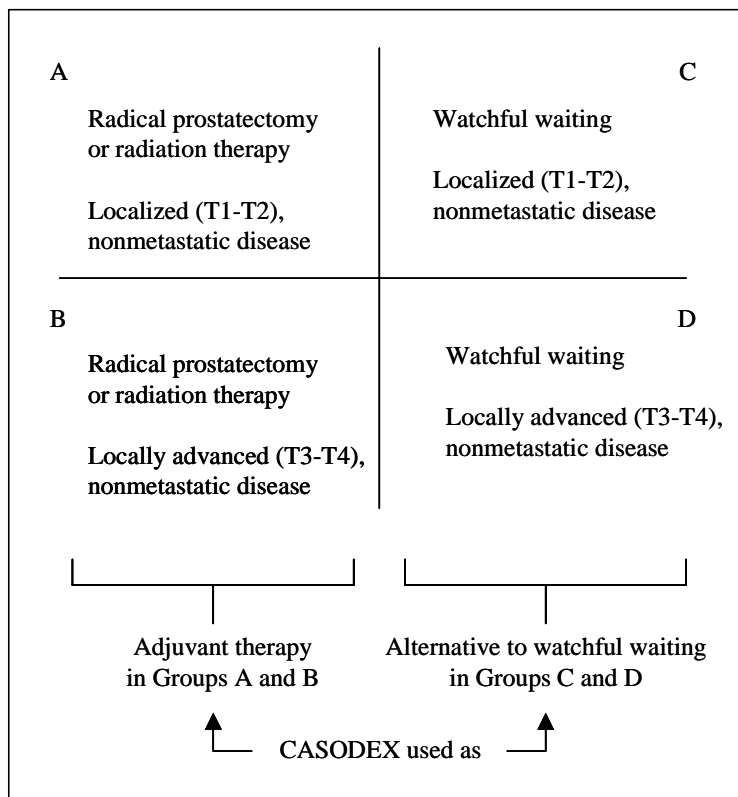 A
Radical prostatectomy
or radiation therapy
Localized (T1-T2),
nonmetastatic disease
C
Watchful waiting
Localized (T1-T2),
nonmetastatic disease
B
Radical prostatectomy
or radiation therapy
Locally advanced (T3-T4),
nonmetastatic disease
D
Watchful waiting
Locally advanced (T3-T4),
nonmetastatic disease
Adjuvant therapy
in Groups A and B
Alternative to watchful waiting
in Groups C and D
CASODEX used as